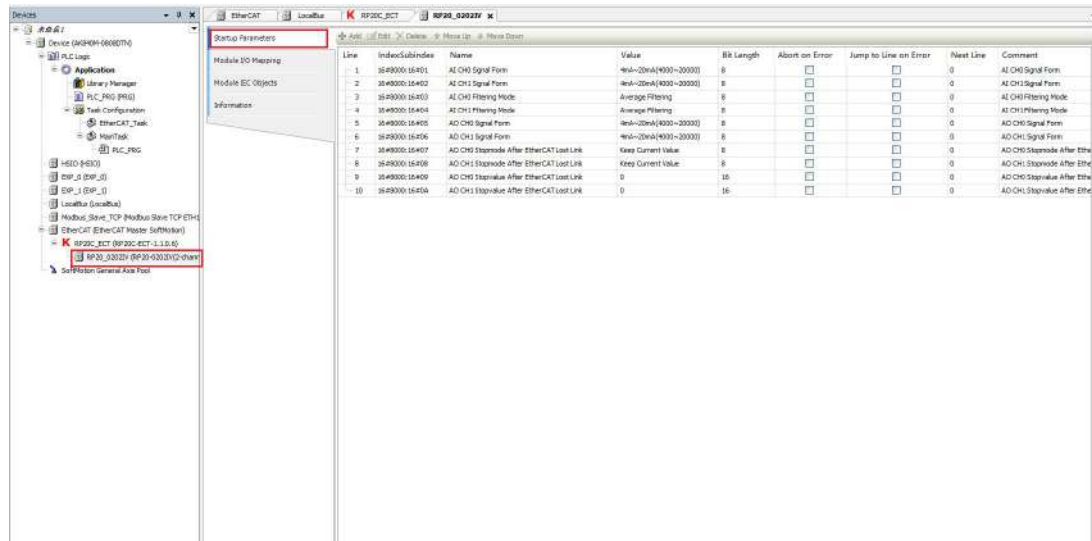 Devices
未命名1
Device (AKIH0M-0808DTN)
PLC Logic
Application
Library Manager
PLC_PRG (PRG)
Task Configuration
EtherCAT_Task
MainTask
PLC_PRG
HSIO (HSIO)
EXP_0 (EXP_0)
EXP_1 (EXP_1)
LocalBus (LocalBus)
Modbus_Slave_TCP (Modbus Slave TCP ETH1
EtherCAT (EtherCAT Master SoftMotion)
RP20C_ECT (RP20C-ECT-1.1.0.6)
RP20_0202IV (RP20-0202IV(2-chann
SoftMotion General Axis Pool
EtherCAT LocalBus RP20C_ECT RP20_0202IV
Startup Parameters
Module I/O Mapping
Module IEC Objects
Information
Add Edit Delete Move Up Move Down
Line Index:Subindex Name Value Bit Length Abort on Error Jump to Line on Error Next Line Comment
1 16#8000:16#01 AI CH0 Signal Form 4mA~20mA(4000~20000) 8 0 AI CH0 Signal Form
2 16#8000:16#02 AI CH1 Signal Form 4mA~20mA(4000~20000) 8 0 AI CH1 Signal Form
3 16#8000:16#03 AI CH0 Filtering Mode Average Filtering 8 0 AI CH0 Filtering Mode
4 16#8000:16#04 AI CH1 Filtering Mode Average Filtering 8 0 AI CH1 Filtering Mode
5 16#8000:16#05 AO CH0 Signal Form 4mA~20mA(4000~20000) 8 0 AO CH0 Signal Form
6 16#8000:16#06 AO CH1 Signal Form 4mA~20mA(4000~20000) 8 0 AO CH1 Signal Form
7 16#8000:16#07 AO CH0 Stopmode After EtherCAT Lost Link Keep Current Value 8 0 AO CH0 Stopmode After Ethe
8 16#8000:16#08 AO CH1 Stopmode After EtherCAT Lost Link Keep Current Value 8 0 AO CH1 Stopmode After Ethe
9 16#8000:16#09 AO CH0 Stopvalue After EtherCAT Lost Link 0 16 0 AO CH0 Stopvalue After Ethe
10 16#8000:16#0A AO CH1 Stopvalue After EtherCAT Lost Link 0 16 0 AO CH1 Stopvalue After Ethe